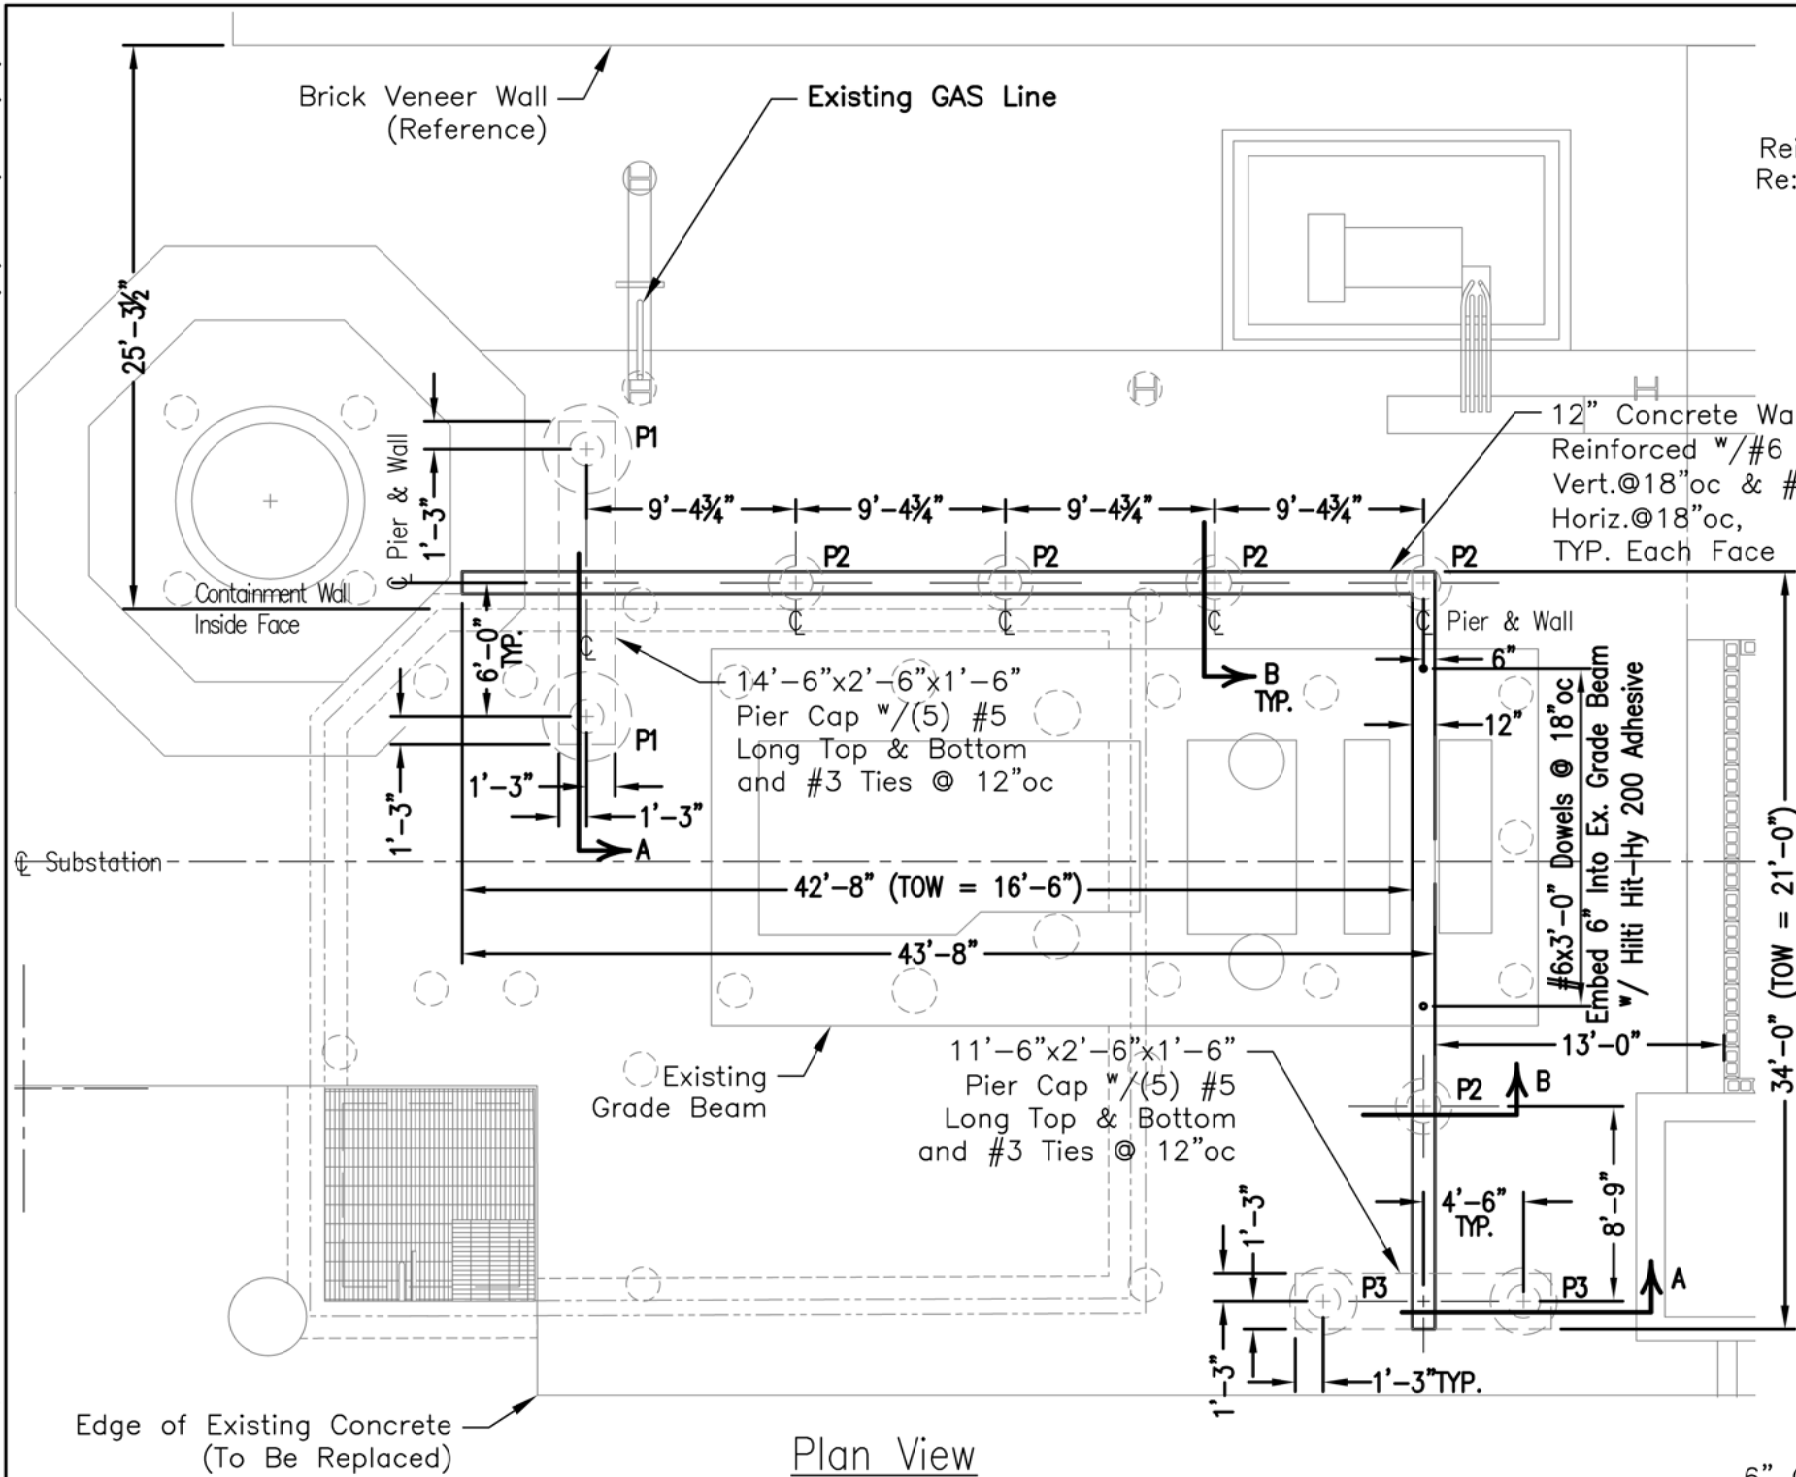 Brick Veneer Wall
(Reference)
Existing GAS Line
Rei
Re:
25'-3½"
12" Concrete Wa
Reinforced w/#6
Vert.@18"oc & #
Horiz.@18"oc,
TYP. Each Face
℄ Pier & Wall
1'-3"
P1
9'-4¾"
9'-4¾"
9'-4¾"
9'-4¾"
P2
P2
P2
P2
Containment Wall
Inside Face
℄
℄
℄
℄
℄ Pier & Wall
6'-0"
TYP.
6"
B
TYP.
12"
14'-6"x2'-6"x1'-6"
Pier Cap w/(5) #5
Long Top & Bottom
and #3 Ties @ 12"oc
P1
1'-3"
1'-3"
1'-3"
A
℄ Substation
#6x3'-0" Dowels @ 18"oc
Embed 6" Into Ex. Grade Beam
w/ Hilti Hit-Hy 200 Adhesive
42'-8" (TOW = 16'-6")
43'-8"
34'-0" (TOW = 21'-0")
13'-0"
11'-6"x2'-6"x1'-6"
Pier Cap w/(5) #5
Long Top & Bottom
and #3 Ties @ 12"oc
Existing
Grade Beam
P2
B
8'-9"
4'-6"
TYP.
1'-3"
P3
P3
A
1'-3"
1'-3"TYP.
Edge of Existing Concrete
(To Be Replaced)
Plan View